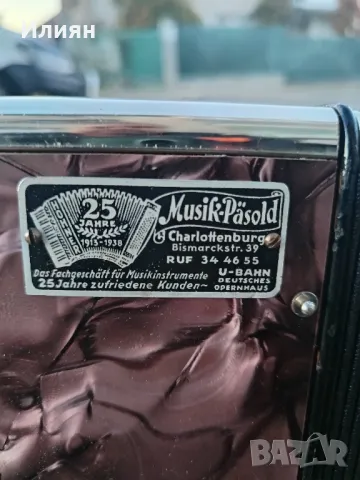 Илиян
25
JAHRE
1913-1938
Musik-Päsold
Charlottenburg
Bismarckstr. 39
RUF 34 46 55
Das Fachgeschäft für Musikinstrumente
25 Jahre zufriedene Kunden~
U-BAHN
DEUTSCHES
OPERNHAUS
BAZAR